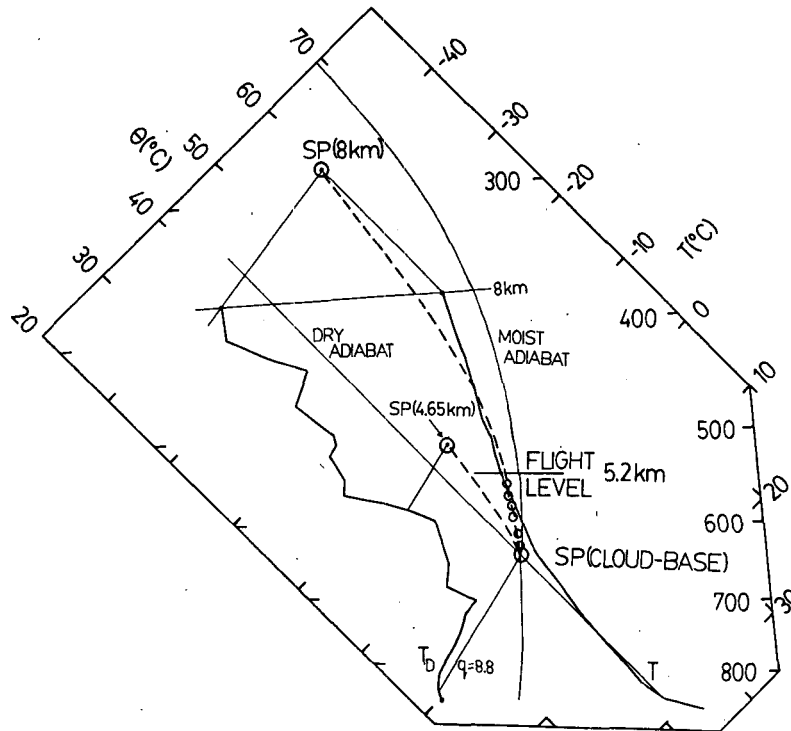 70
60
50
40
30
20
θ(°C)
-40
-30
-20
-10
0
10
20
30
T(°C)
300
400
500
600
700
800
SP(8km)
8km
DRY
ADIABAT
MOIST
ADIABAT
SP(4.65km)
FLIGHT
LEVEL
5.2km
SP(CLOUD-BASE)
T_D
q=8.8
T